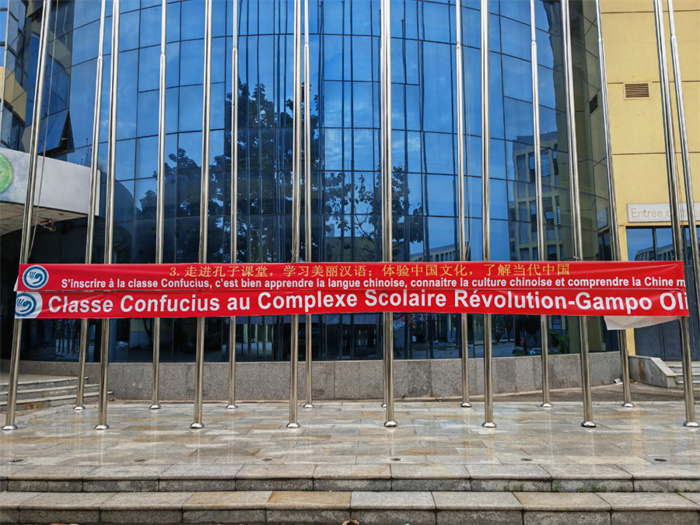 3. 走进孔子课堂，学习美丽汉语；体验中国文化，了解当代中国
S'inscrire à la classe Confucius, c'est bien apprendre la langue chinoise, connaitre la culture chinoise et comprendre la Chine m
Classe Confucius au Complexe Scolaire Révolution-Gampo Oli
Entrée